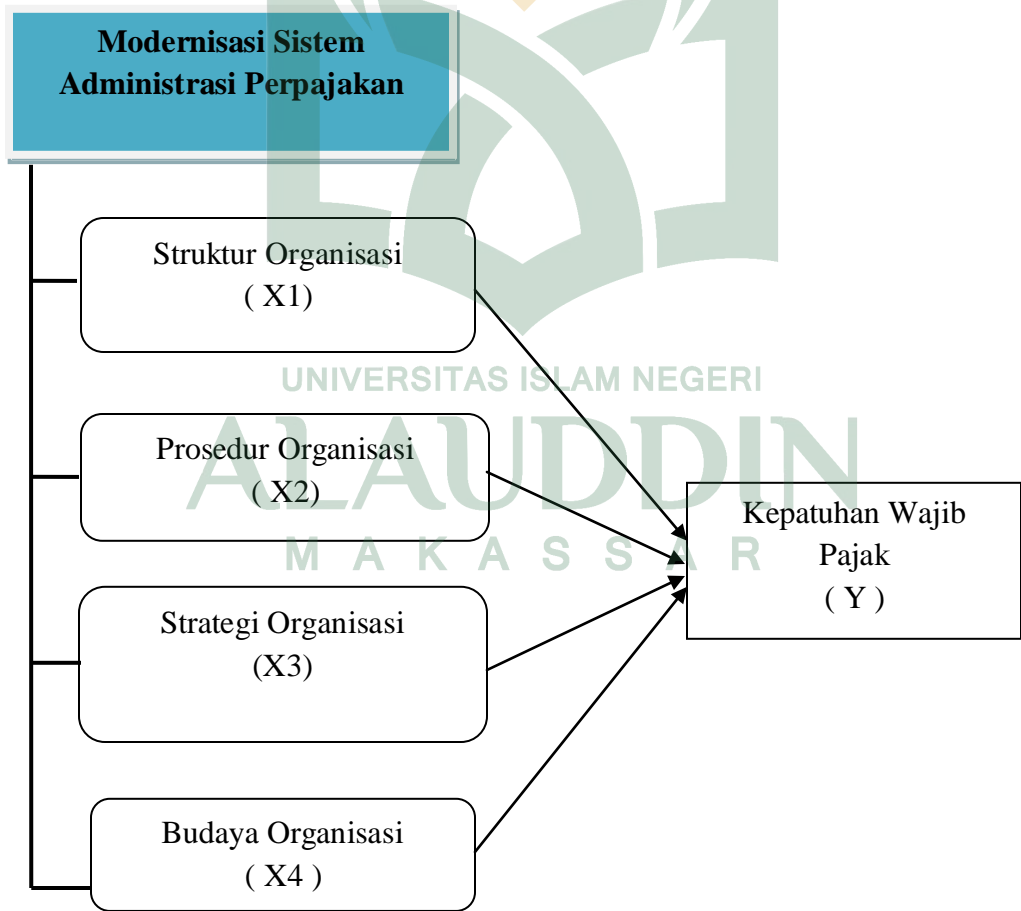 Modernisasi Sistem
Administrasi Perpajakan
Struktur Organisasi
( X1)
UNIVERSITAS ISLAM NEGERI
ALAUDDIN
MAKASSAR
Prosedur Organisasi
( X2)
Kepatuhan Wajib
Pajak
( Y )
Strategi Organisasi
(X3)
Budaya Organisasi
( X4 )